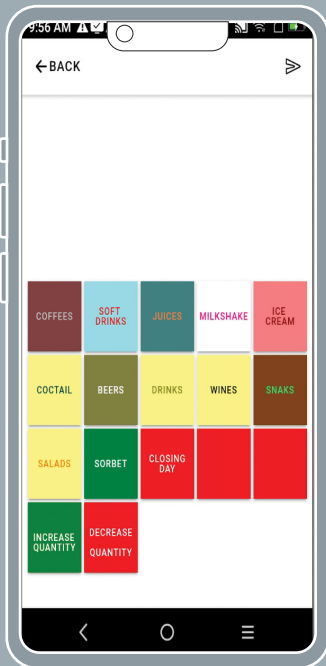 9:56 AM
BACK
COFFEES
SOFT
DRINKS
JUICES
MILKSHAKE
ICE
CREAM
COCTAIL
BEERS
DRINKS
WINES
SNAKS
SALADS
SORBET
CLOSING
DAY
INCREASE
QUANTITY
DECREASE
QUANTITY